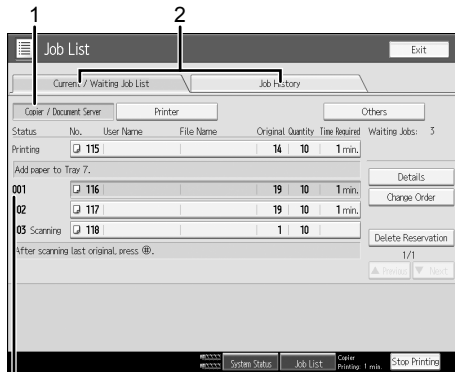 1 2
Job List Exit
Current / Waiting Job List Job History
Copier / Document Server Printer Others
Status No. User Name File Name Original Quantity Time Required Waiting Jobs: 3
Printing 115 14 10 1 min.
Add paper to Tray 7.
Details
001 116 19 10
Change Order
02 117 19 10 1 min.
03 Scanning 118 1 10
Delete Reservation
After scanning last original, press #.
1/1
▲ Previous ▼ Next
System Status Job List Copier Printing: 1 min. Stop Printing